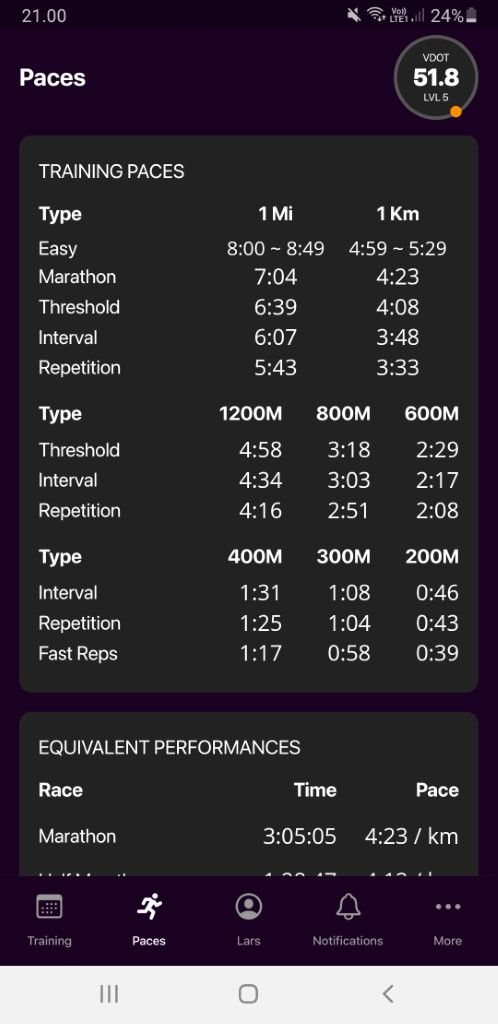 21.00 Vo)) LTE1 24%
VDOT
Paces 51.8
LVL 5
TRAINING PACES
Type 1 Mi 1 Km
Easy 8:00 ~ 8:49 4:59 ~ 5:29
Marathon 7:04 4:23
Threshold 6:39 4:08
Interval 6:07 3:48
Repetition 5:43 3:33
Type 1200M 800M 600M
Threshold 4:58 3:18 2:29
Interval 4:34 3:03 2:17
Repetition 4:16 2:51 2:08
Type 400M 300M 200M
Interval 1:31 1:08 0:46
Repetition 1:25 1:04 0:43
Fast Reps 1:17 0:58 0:39
EQUIVALENT PERFORMANCES
Race Time Pace
Marathon 3:05:05 4:23 / km
Training Paces Lars Notifications More